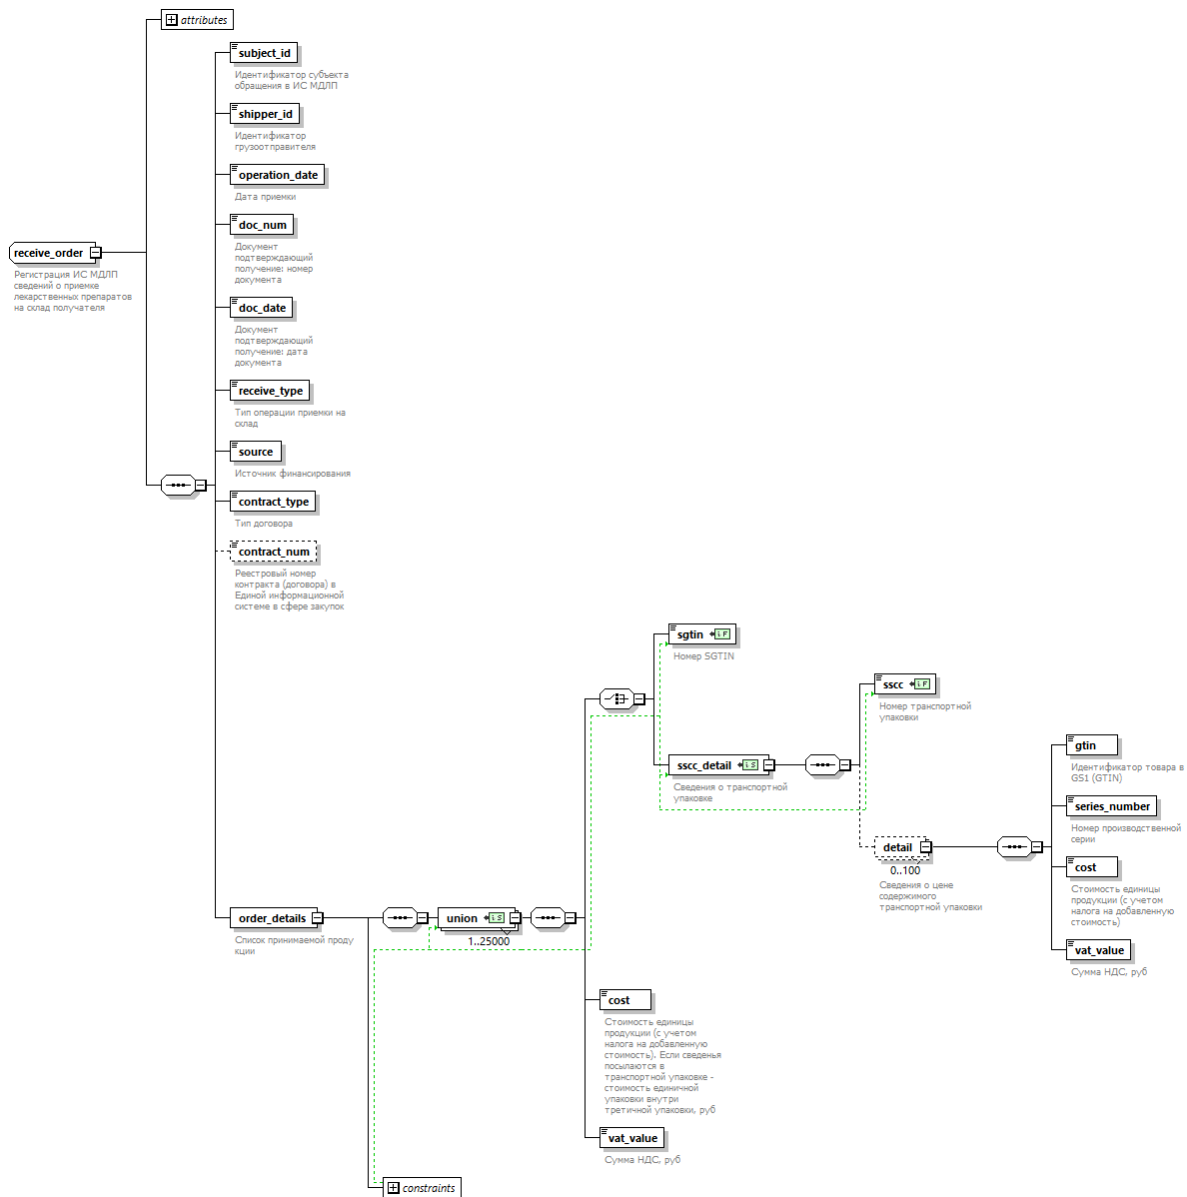 attributes
subject_id
Идентификатор субъекта
обращения в ИС МДЛП
shipper_id
Идентификатор
грузоотправителя
operation_date
Дата приемки
doc_num
Документ
подтверждающий
получение: номер
документа
receive_order
Регистрация ИС МДЛП
сведений о приемке
лекарственных препаратов
на склад получателя
doc_date
Документ
подтверждающий
получение: дата
документа
receive_type
Тип операции приемки на
склад
source
Источник финансирования
contract_type
Тип договора
contract_num
Реестровый номер
контракта (договора) в
Единой информационной
системе в сфере закупок
sgtin
Номер SGTIN
sscc
Номер транспортной
упаковки
sscc_detail
Сведения о транспортной
упаковке
gtin
Идентификатор товара в
GS1 (GTIN)
series_number
Номер производственной
серии
detail
0..100
Сведения о цене
содержимого
транспортной упаковки
cost
Стоимость единицы
продукции (с учетом
налога на добавленную
стоимость)
vat_value
Сумма НДС, руб
order_details
Список принимаемой проду
кции
union
1..25000
cost
Стоимость единицы
продукции (с учетом
налога на добавленную
стоимость). Если сведенья
посылаются в
транспортной упаковке -
стоимость единичной
упаковки внутри
третичной упаковки, руб
vat_value
Сумма НДС, руб
constraints